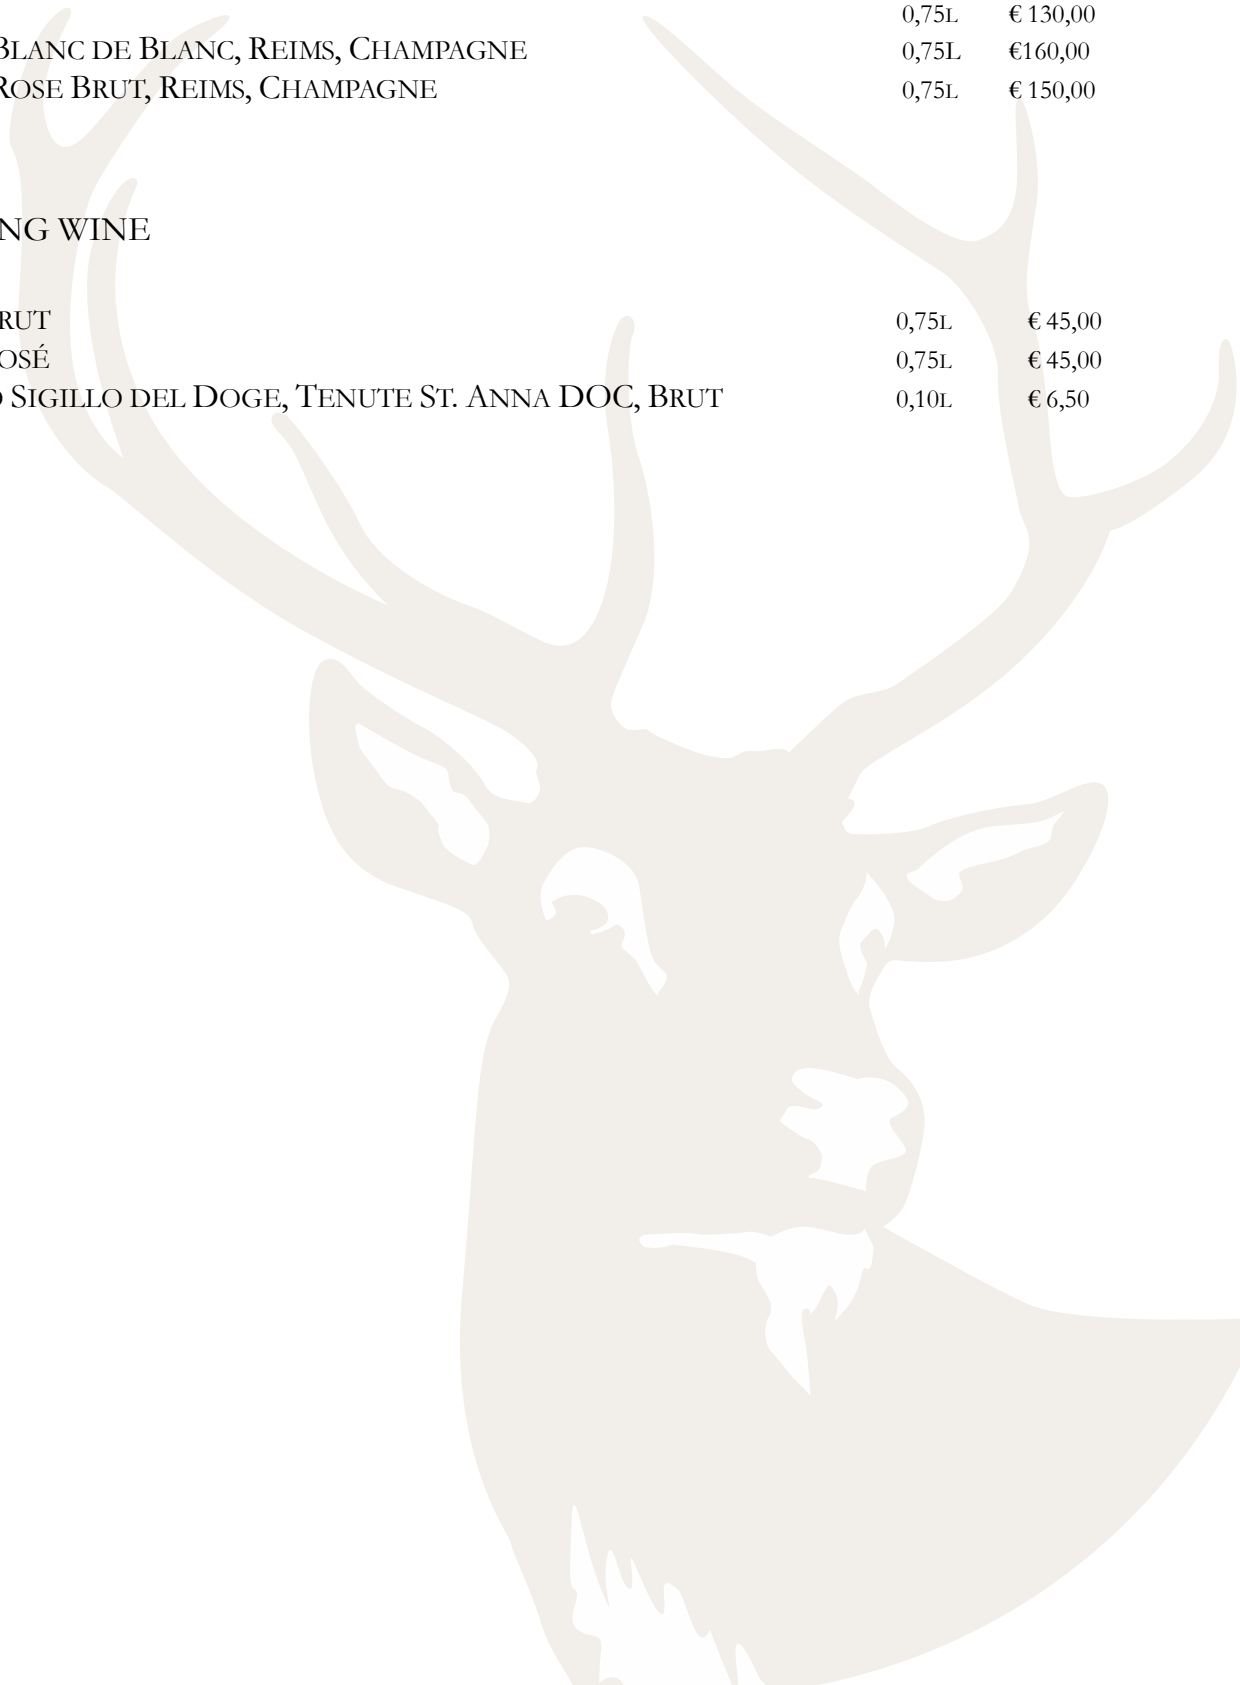 0,75L € 130,00
BLANC DE BLANC, REIMS, CHAMPAGNE 0,75L €160,00
ROSE BRUT, REIMS, CHAMPAGNE 0,75L € 150,00
NG WINE
RUT 0,75L € 45,00
OSÉ 0,75L € 45,00
SIGILLO DEL DOGE, TENUTE ST. ANNA DOC, BRUT 0,10L € 6,50